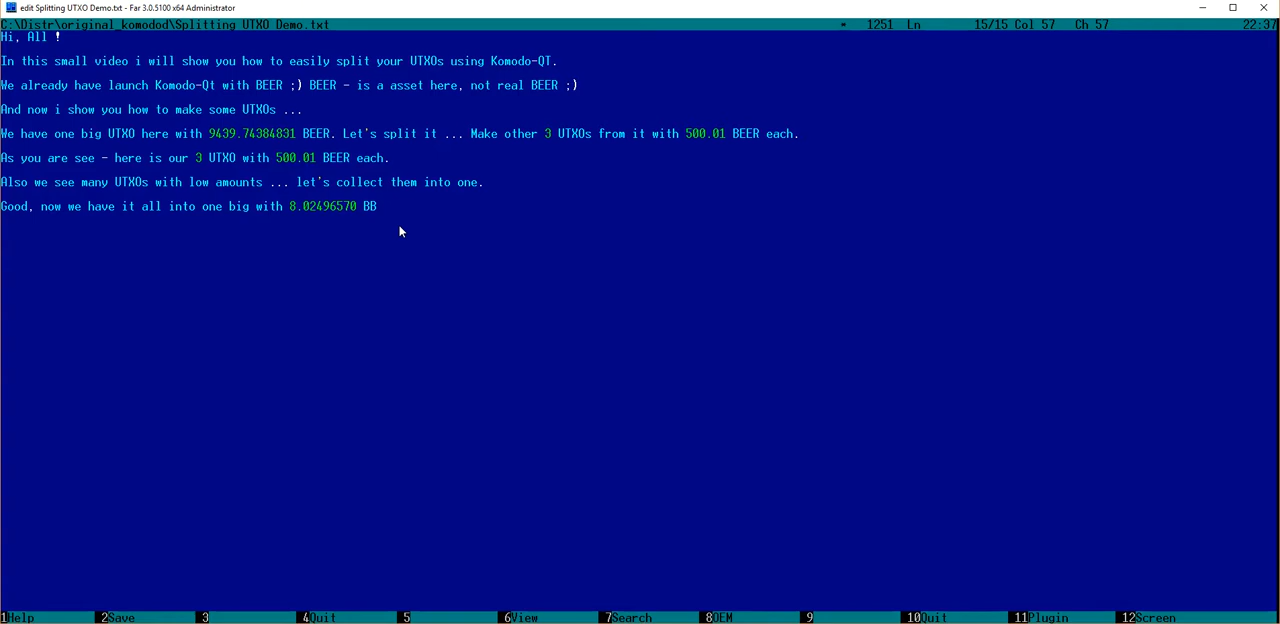 edit Splitting UTXO Demo.txt - Far 3.0.5100 x64 Administrator
C:\Distr\original_komodod\Splitting UTXO Demo.txt * 1251 Ln 15/15 Col 57 Ch 57 22:37
Hi, All !
In this small video i will show you how to easily split your UTXOs using Komodo-QT.
We already have launch Komodo-Qt with BEER ;) BEER - is a asset here, not real BEER ;)
And now i show you how to make some UTXOs ...
We have one big UTXO here with 9439.74384831 BEER. Let's split it ... Make other 3 UTXOs from it with 500.01 BEER each.
As you are see - here is our 3 UTXO with 500.01 BEER each.
Also we see many UTXOs with low amounts ... let's collect them into one.
Good, now we have it all into one big with 8.02496570 BB
1Help 2Save 3 4Quit 5 6View 7Search 8OEM 9 10Quit 11Plugin 12Screen